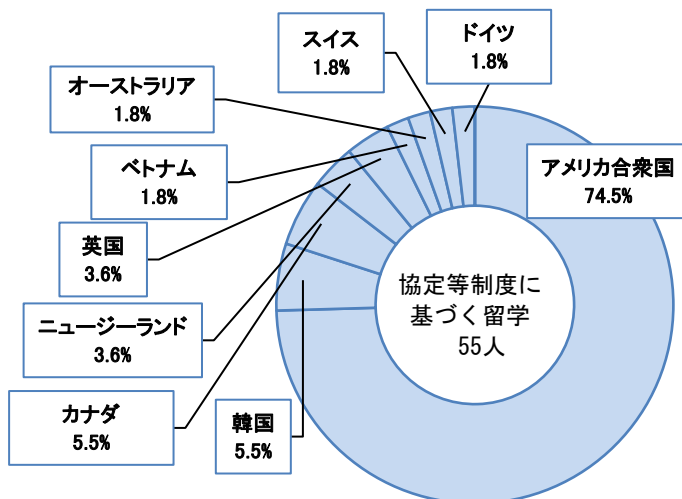 スイス
1.8%
ドイツ
1.8%
オーストラリア
1.8%
ベトナム
1.8%
アメリカ合衆国
74.5%
英国
3.6%
協定等制度に
基づく留学
55人
ニュージーランド
3.6%
カナダ
5.5%
韓国
5.5%